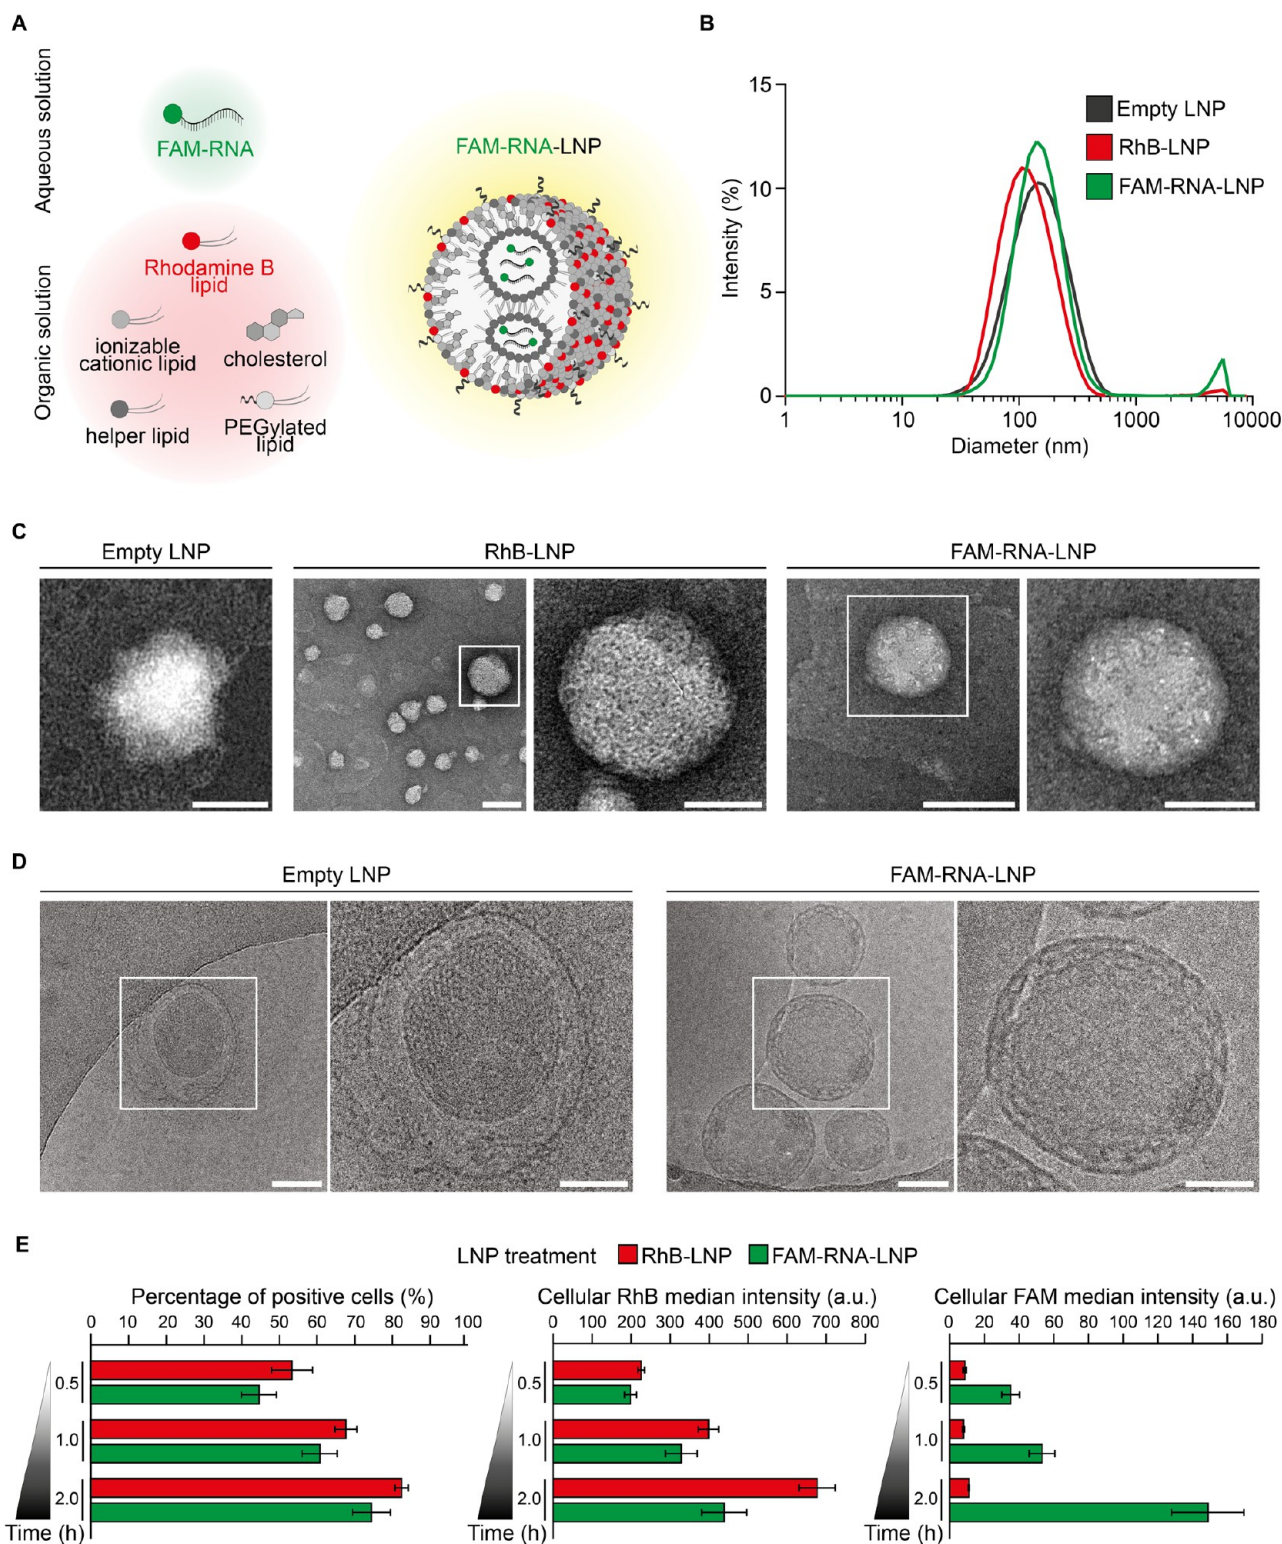 A
Aqueous solution
FAM-RNA
Organic solution
Rhodamine B
lipid
ionizable
cationic lipid
cholesterol
helper lipid
PEGylated
lipid
FAM-RNA-LNP
B
Intensity (%)
15
10
5
0
1
10
100
1000
10000
Diameter (nm)
Empty LNP
RhB-LNP
FAM-RNA-LNP
C
Empty LNP
RhB-LNP
FAM-RNA-LNP
D
Empty LNP
FAM-RNA-LNP
E
LNP treatment RhB-LNP FAM-RNA-LNP
Percentage of positive cells (%)
0 10 20 30 40 50 60 70 80 90 100
0.5
1.0
2.0
Time (h)
Cellular RhB median intensity (a.u.)
0 100 200 300 400 500 600 700 800
0.5
1.0
2.0
Time (h)
Cellular FAM median intensity (a.u.)
0 20 40 60 80 100 120 140 160 180
0.5
1.0
2.0
Time (h)